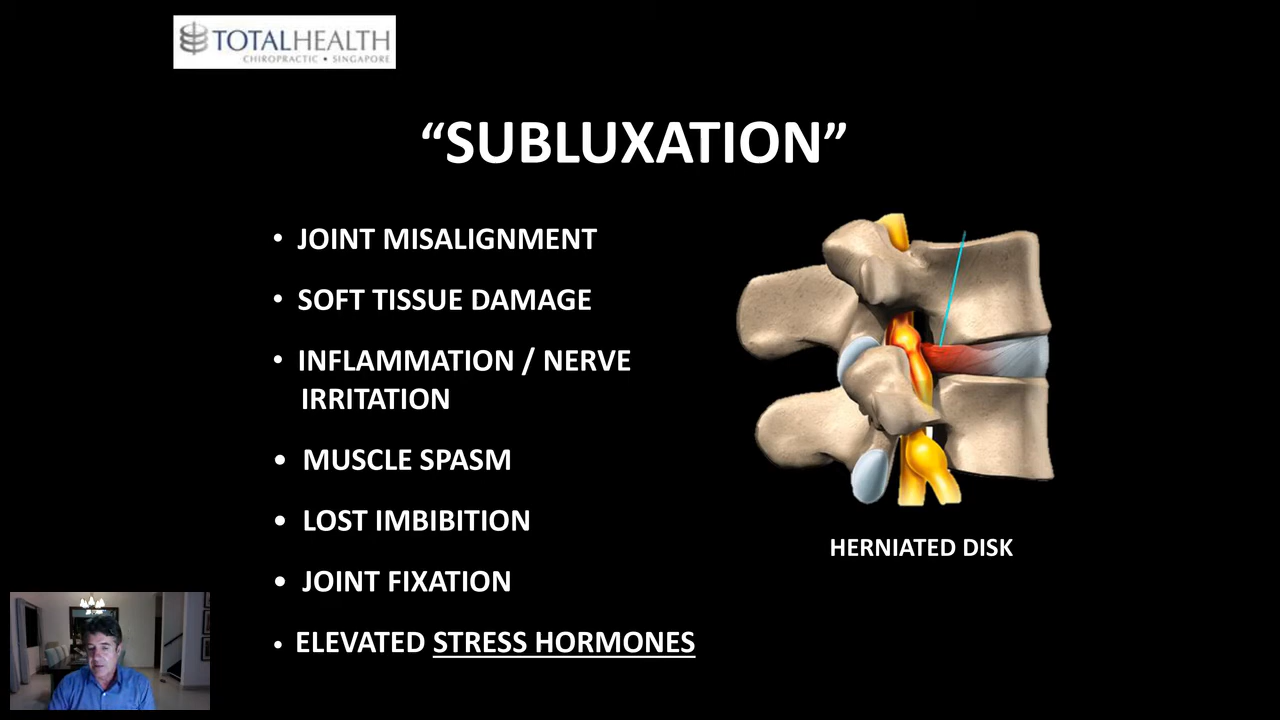 TOTALHEALTH
CHIROPRACTIC • SINGAPORE
“SUBLUXATION”
• JOINT MISALIGNMENT
• SOFT TISSUE DAMAGE
• INFLAMMATION / NERVE
IRRITATION
• MUSCLE SPASM
• LOST IMBIBITION
• JOINT FIXATION
• ELEVATED STRESS HORMONES
HERNIATED DISK